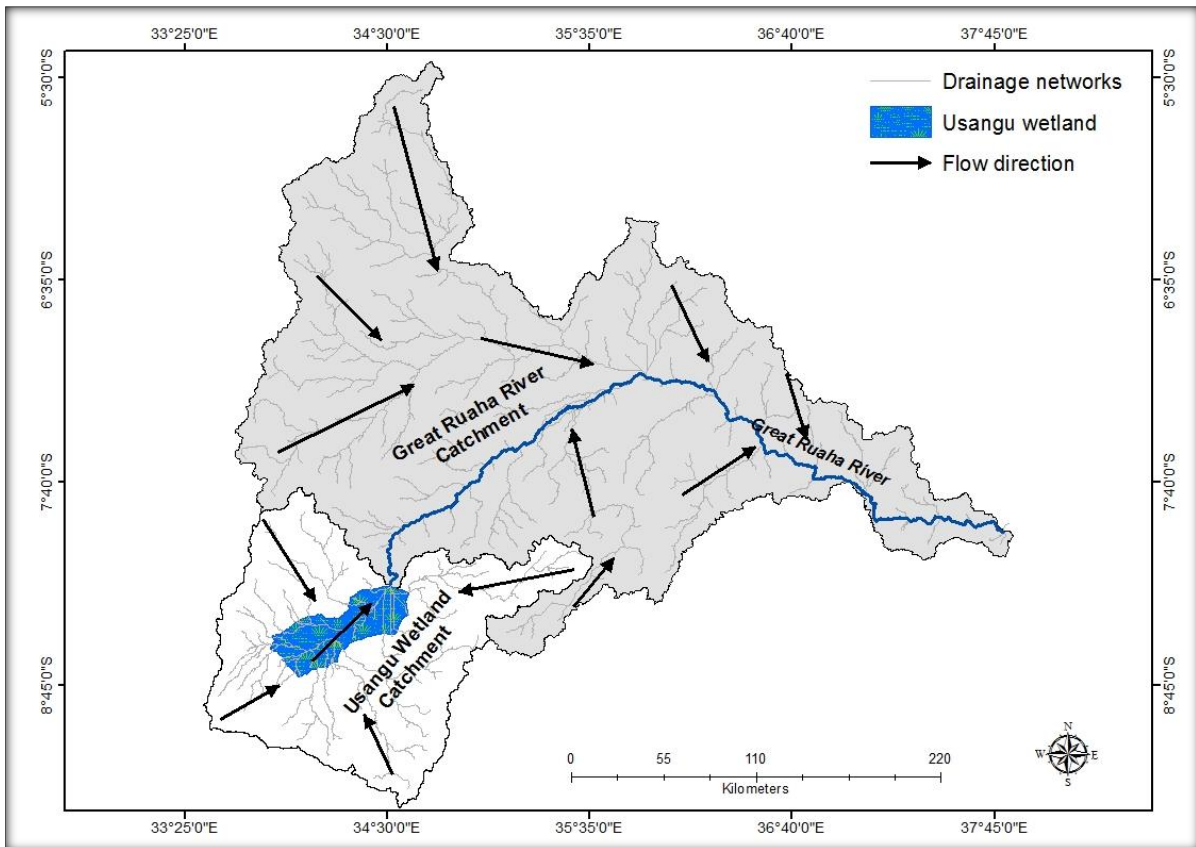 33°25'0"E 34°30'0"E 35°35'0"E 36°40'0"E 37°45'0"E
5°30'0"S
5°30'0"S
Drainage networks
Usangu wetland
Flow direction
6°35'0"S
6°35'0"S
Great Ruaha River
Catchment
Great Ruaha River
7°40'0"S
7°40'0"S
Usangu Wetland
Catchment
8°45'0"S
8°45'0"S
N
W E
S
0 55 110 220
Kilometers
33°25'0"E 34°30'0"E 35°35'0"E 36°40'0"E 37°45'0"E